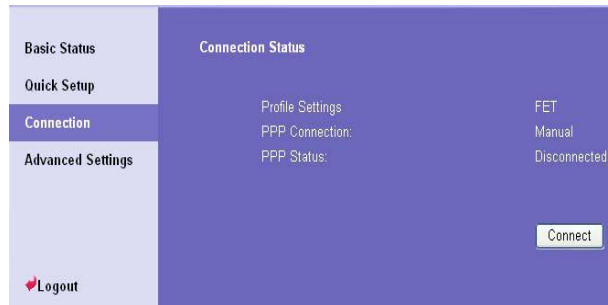 Basic Status
Quick Setup
Connection
Advanced Settings
Logout
Connection Status
Profile Settings FET
PPP Connection: Manual
PPP Status: Disconnected
Connect